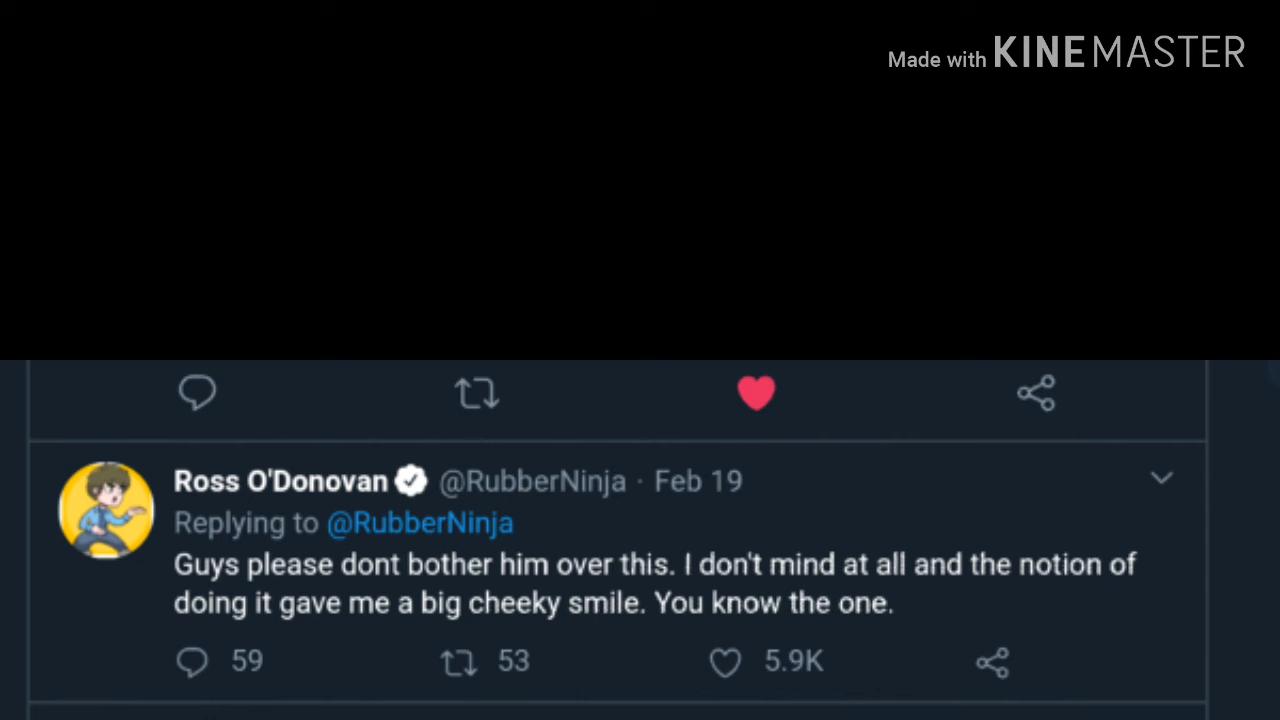 Made with KINEMASTER
Ross O'Donovan @RubberNinja · Feb 19
Replying to @RubberNinja
Guys please dont bother him over this. I don't mind at all and the notion of
doing it gave me a big cheeky smile. You know the one.
59 53 5.9K